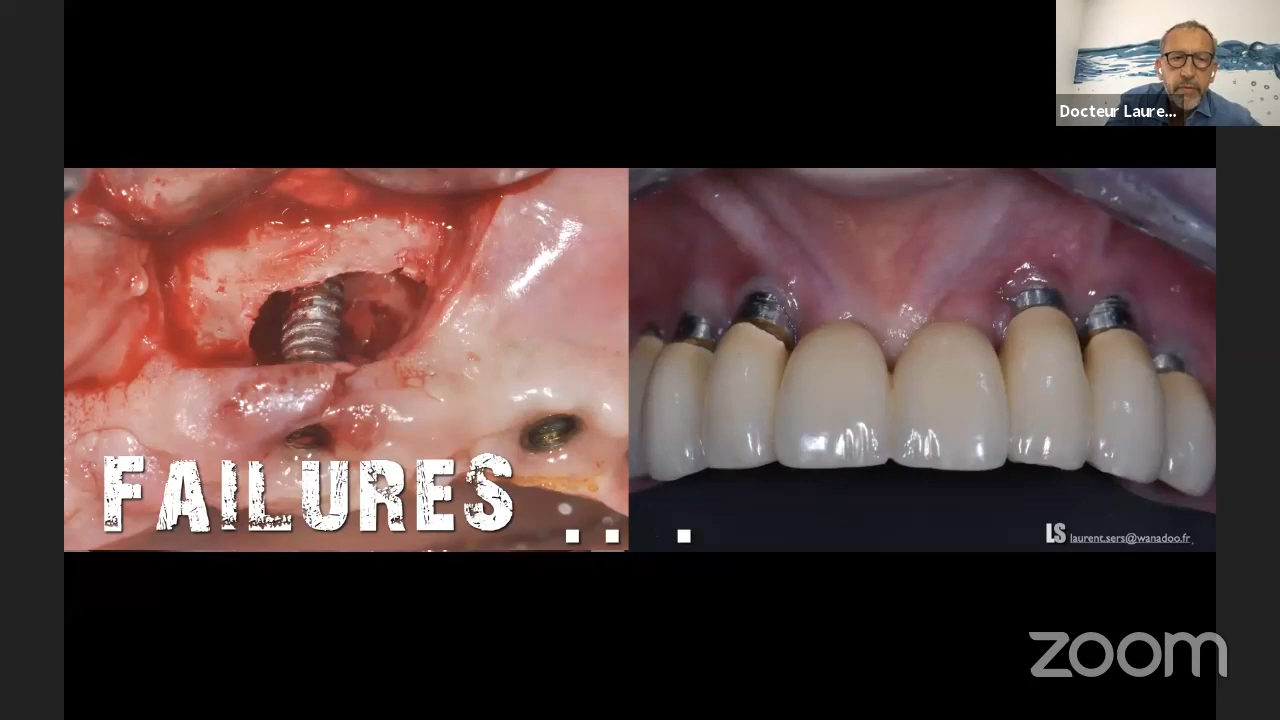 Docteur Laure...
FAILURES . . .
LS laurent.sers@wanadoo.fr
zoom